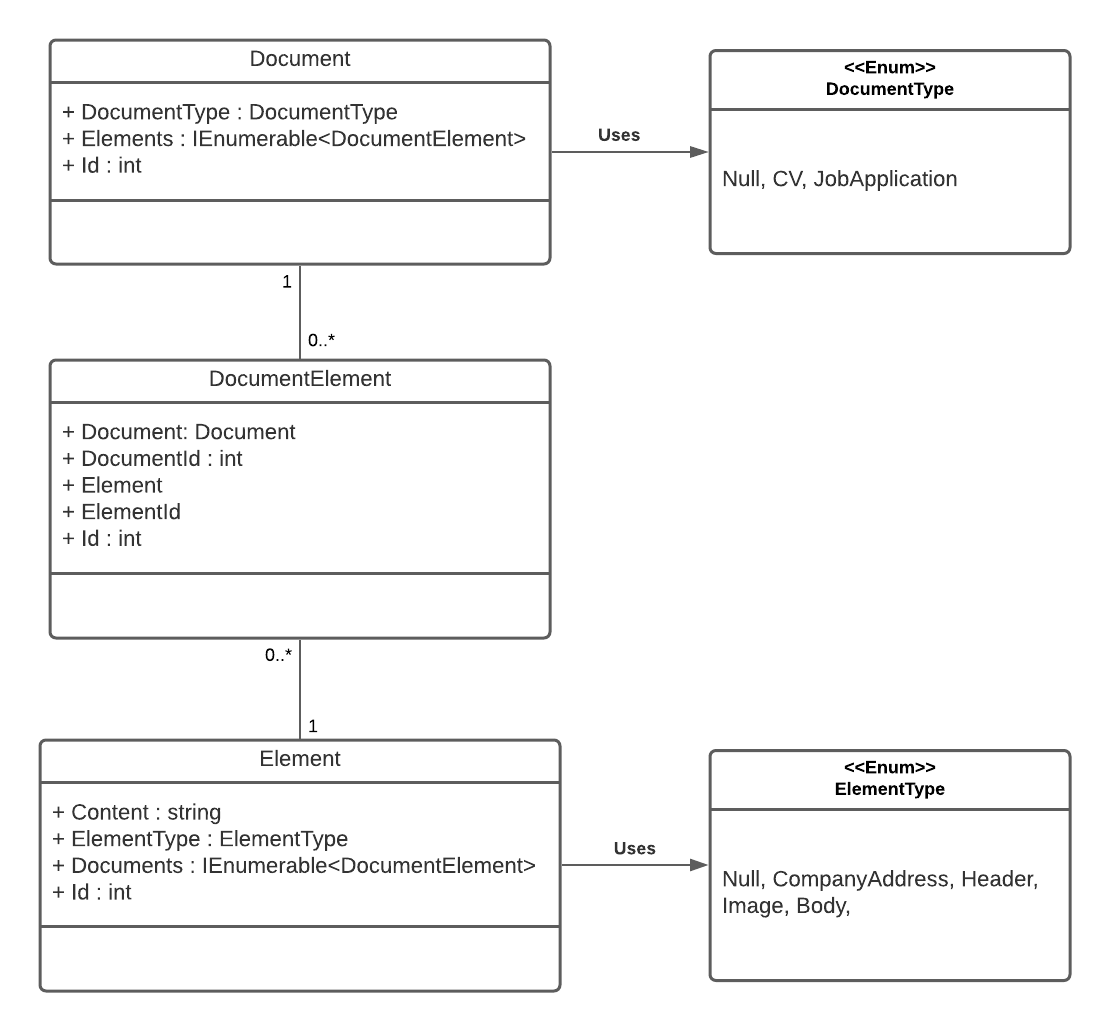 Document
+ DocumentType : DocumentType
+ Elements : IEnumerable<DocumentElement>
+ Id : int
Uses
<<Enum>>
DocumentType
Null, CV, JobApplication
1
0..*
DocumentElement
+ Document: Document
+ DocumentId : int
+ Element
+ ElementId
+ Id : int
0..*
1
Element
+ Content : string
+ ElementType : ElementType
+ Documents : IEnumerable<DocumentElement>
+ Id : int
Uses
<<Enum>>
ElementType
Null, CompanyAddress, Header,
Image, Body,